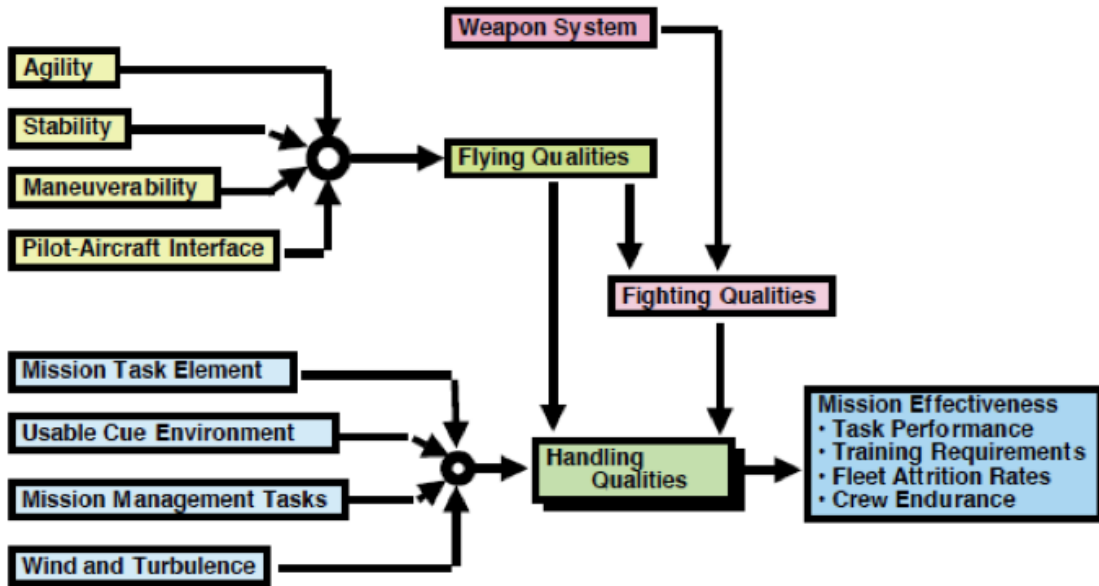 Weapon System
Agility
Stability
Maneuverability
Pilot-Aircraft Interface
Flying Qualities
Fighting Qualities
Mission Task Element
Usable Cue Environment
Mission Management Tasks
Wind and Turbulence
Handling
Qualities
Mission Effectiveness
· Task Performance
· Training Requirements
· Fleet Attrition Rates
· Crew Endurance